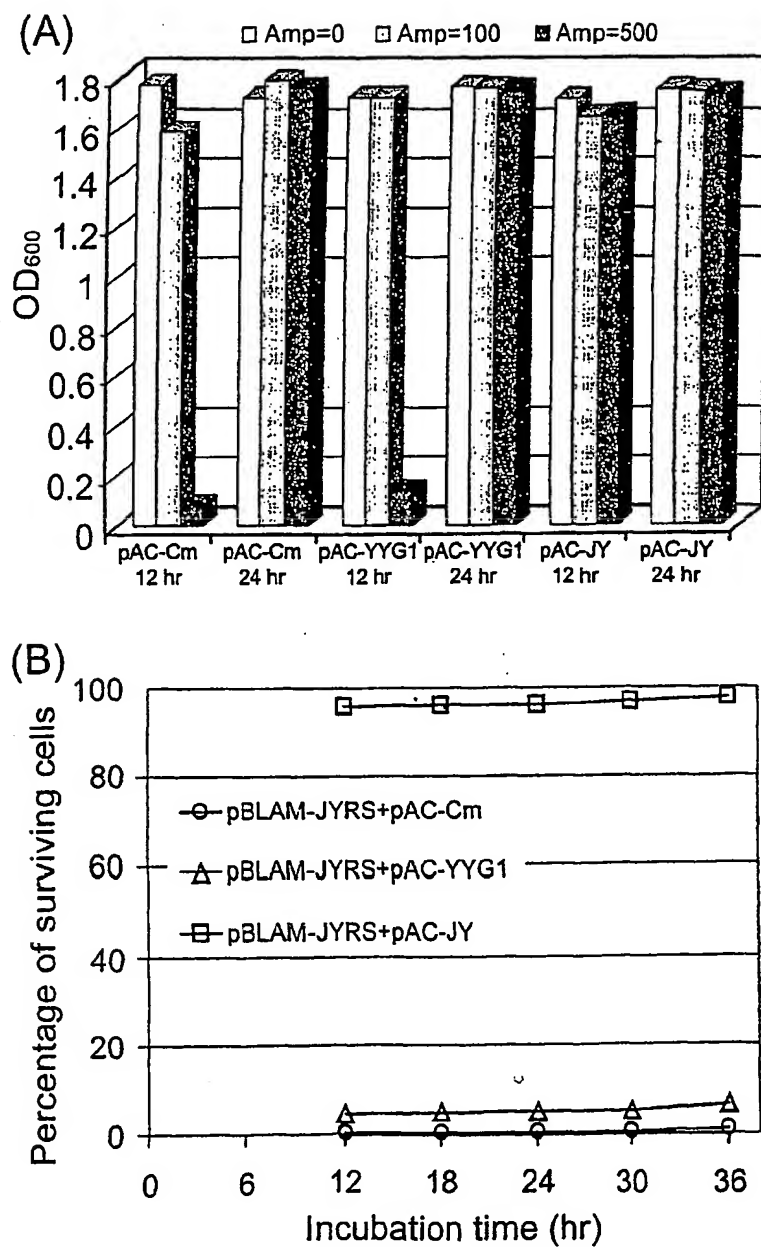 (A)
Amp=0 Amp=100 Amp=500
OD600
1.8
1.6
1.4
1.2
1
0.8
0.6
0.4
0.2
0
pAC-Cm 12 hr
pAC-Cm 24 hr
pAC-YYG1 12 hr
pAC-YYG1 24 hr
pAC-JY 12 hr
pAC-JY 24 hr
(B)
Percentage of surviving cells
100
80
60
40
20
0
pBLAM-JYRS+pAC-Cm
pBLAM-JYRS+pAC-YYG1
pBLAM-JYRS+pAC-JY
0 6 12 18 24 30 36
Incubation time (hr)